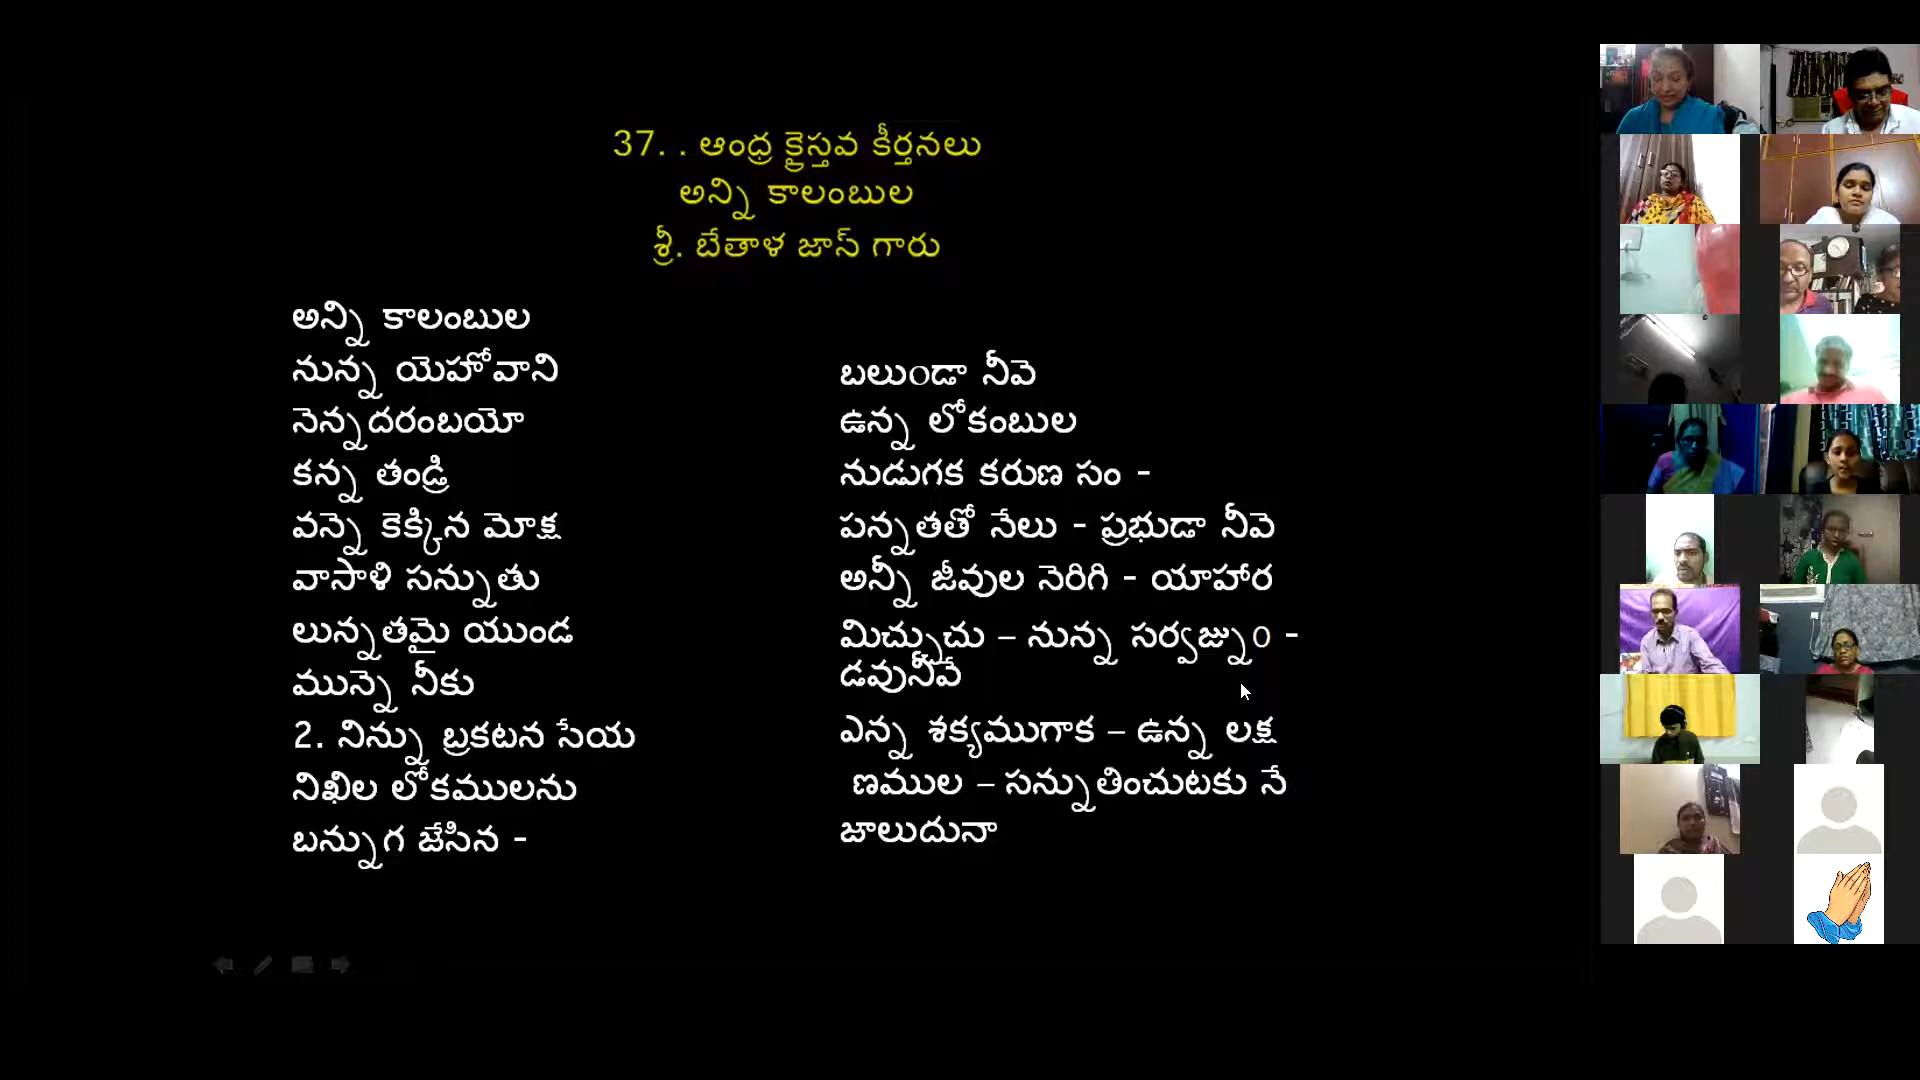 37. . ఆంధ్ర క్రైస్తవ కీర్తనలు
అన్ని కాలంబుల
శ్రీ. బేతాళ జాస్ గారు
అన్ని కాలంబుల
నున్న యెహోవాని
నెన్నదరంబయో
కన్న తండ్రి
వన్నె కెక్కిన మోక్ష
వాసాళి సన్నుతు
లున్నతమై యుండ
మున్నె నీకు
2. నిన్ను బ్రకటన సేయ
నిఖిల లోకములను
బన్నుగ జేసిన -
బలుండా నీవె
ఉన్న లోకంబుల
నుడుగక కరుణ సం -
పన్నతతో నేలు - ప్రభుడా నీవె
అన్నీ జీవుల నెరిగి - యాహార
మిచ్చుచు – నున్న సర్వజ్నుం -
డవునీవే
ఎన్న శక్యముగాక – ఉన్న లక్ష
ణముల – సన్నుతించుటకు నే
జాలుదునా